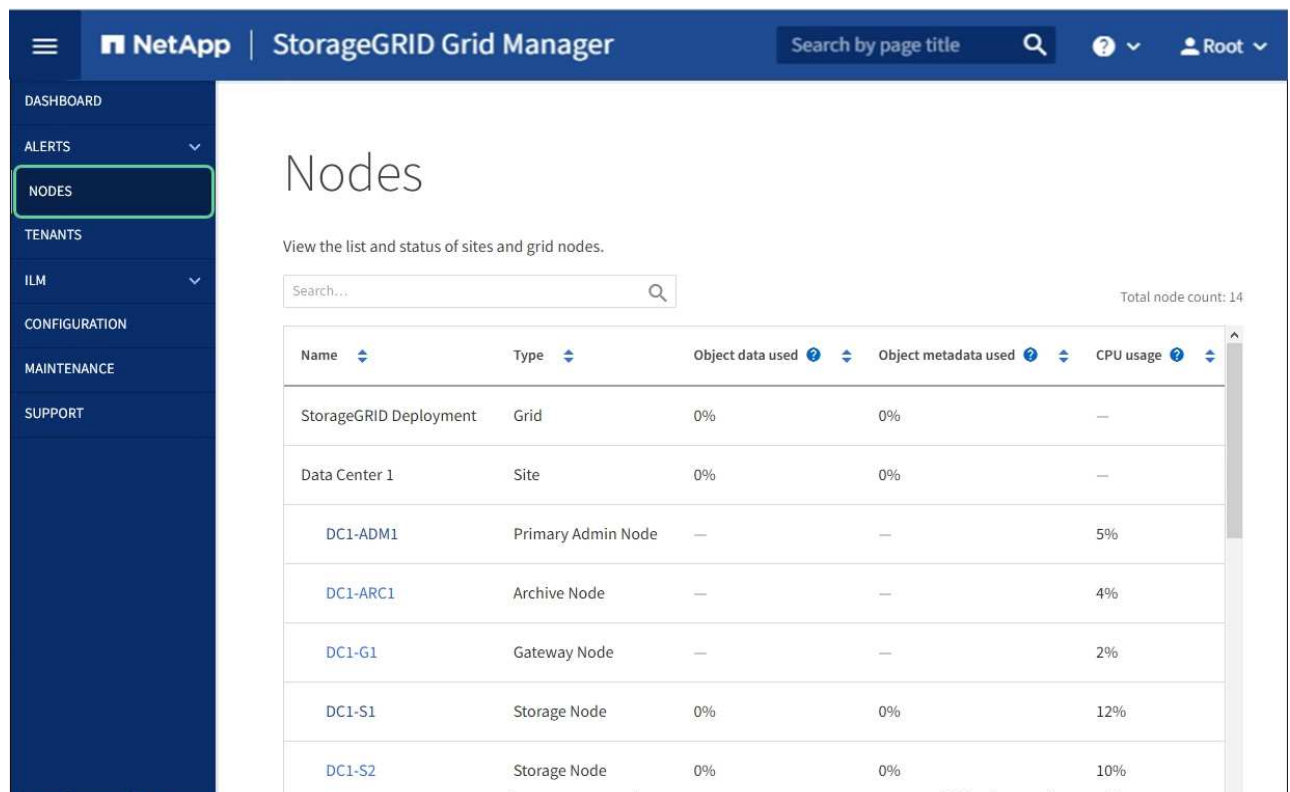 NetApp | StorageGRID Grid Manager Search by page title ? Root
DASHBOARD
ALERTS
NODES
TENANTS
ILM
CONFIGURATION
MAINTENANCE
SUPPORT
Nodes
View the list and status of sites and grid nodes.
Search...
Total node count: 14
Name Type Object data used ? Object metadata used ? CPU usage ?
StorageGRID Deployment Grid 0% 0% —
Data Center 1 Site 0% 0% —
DC1-ADM1 Primary Admin Node — — 5%
DC1-ARC1 Archive Node — — 4%
DC1-G1 Gateway Node — — 2%
DC1-S1 Storage Node 0% 0% 12%
DC1-S2 Storage Node 0% 0% 10%